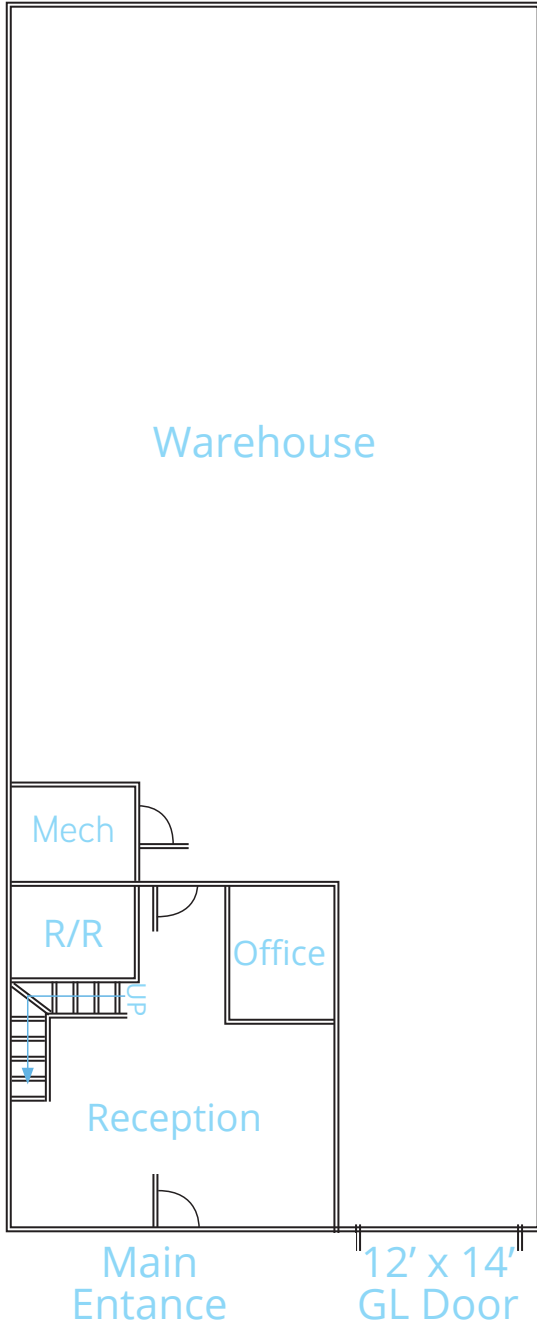 Warehouse
Mech
R/R
Office
UP
Reception
Main
Entance
12’ x 14’
GL Door